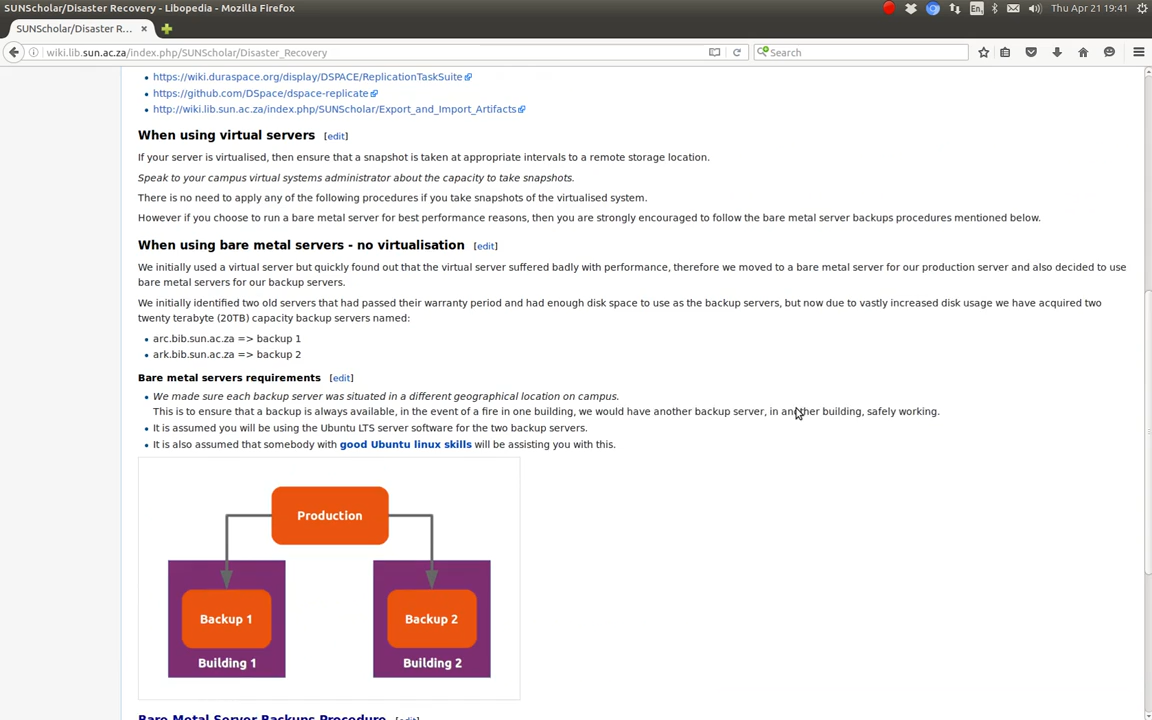 SUNScholar/Disaster Recovery - Libopedia - Mozilla Firefox
En
Thu Apr 21 19:41
SUNScholar/Disaster R...
wiki.lib.sun.ac.za/index.php/SUNScholar/Disaster_Recovery
Search
https://wiki.duraspace.org/display/DSPACE/ReplicationTaskSuite
https://github.com/DSpace/dspace-replicate
http://wiki.lib.sun.ac.za/index.php/SUNScholar/Export_and_Import_Artifacts
When using virtual servers [edit]
If your server is virtualised, then ensure that a snapshot is taken at appropriate intervals to a remote storage location.
Speak to your campus virtual systems administrator about the capacity to take snapshots.
There is no need to apply any of the following procedures if you take snapshots of the virtualised system.
However if you choose to run a bare metal server for best performance reasons, then you are strongly encouraged to follow the bare metal server backups procedures mentioned below.
When using bare metal servers - no virtualisation [edit]
We initially used a virtual server but quickly found out that the virtual server suffered badly with performance, therefore we moved to a bare metal server for our production server and also decided to use
bare metal servers for our backup servers.
We initially identified two old servers that had passed their warranty period and had enough disk space to use as the backup servers, but now due to vastly increased disk usage we have acquired two
twenty terabyte (20TB) capacity backup servers named:
arc.bib.sun.ac.za => backup 1
ark.bib.sun.ac.za => backup 2
Bare metal servers requirements [edit]
We made sure each backup server was situated in a different geographical location on campus.
This is to ensure that a backup is always available, in the event of a fire in one building, we would have another backup server, in another building, safely working.
It is assumed you will be using the Ubuntu LTS server software for the two backup servers.
It is also assumed that somebody with good Ubuntu linux skills will be assisting you with this.
Production
Backup 1
Backup 2
Building 1
Building 2
Bare Metal Server Backups Procedure [edit]